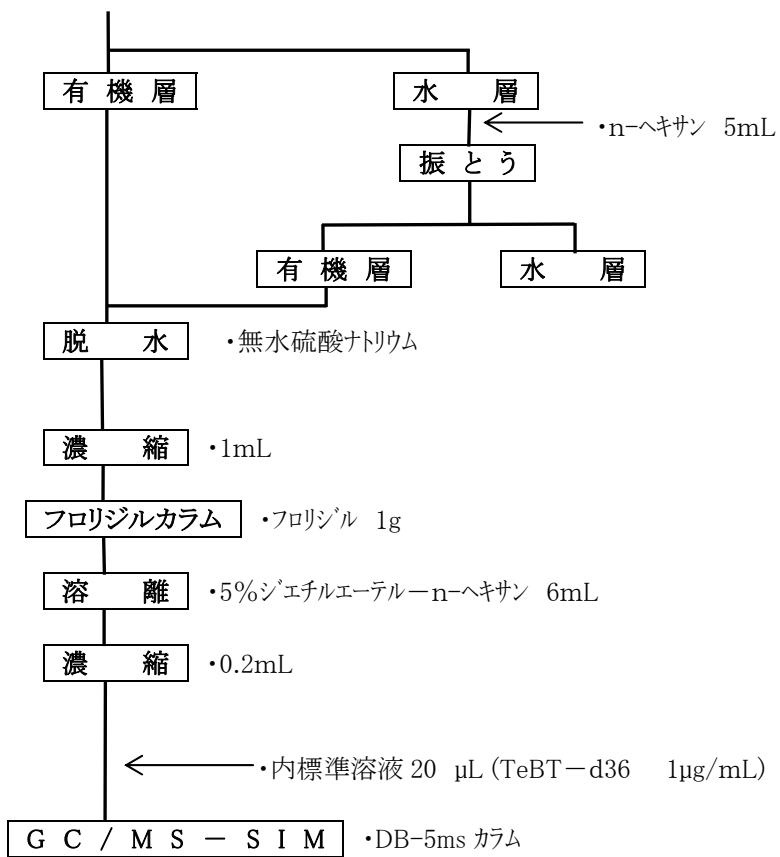 有 機 層 水 層
・n-ヘキサン 5mL
振 と う
有 機 層 水 層
脱 水 ・無水硫酸ナトリウム
濃 縮 ・1mL
フロリジルカラム ・フロリジル 1g
溶 離 ・5%ジエチルエーテル－n-ヘキサン 6mL
濃 縮 ・0.2mL
・内標準溶液 20 µL (TeBT－d36 1µg/mL)
G C / M S － S I M ・DB-5ms カラム